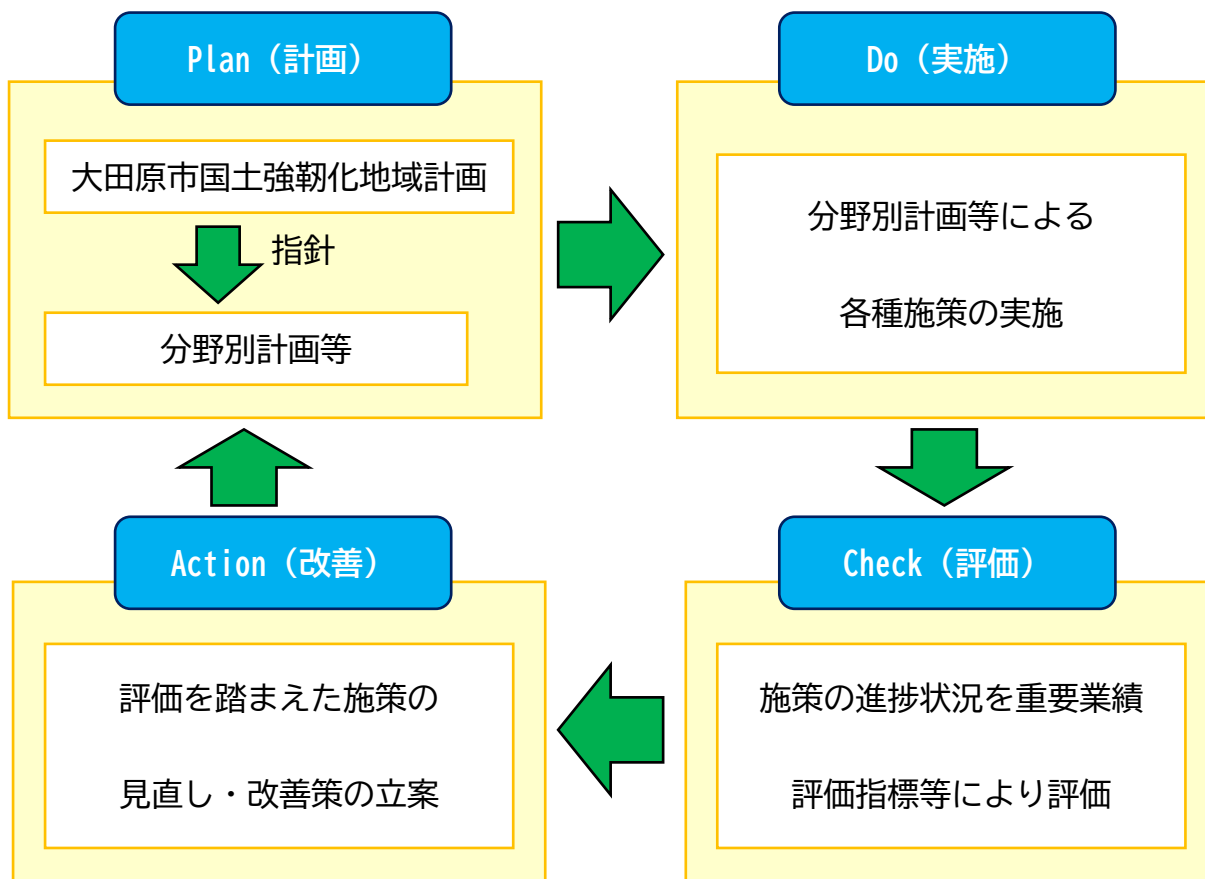 Plan（計画）
大田原市国土強靭化地域計画
指針
分野別計画等
Do（実施）
分野別計画等による
各種施策の実施
Check（評価）
施策の進捗状況を重要業績
評価指標等により評価
Action（改善）
評価を踏まえた施策の
見直し・改善策の立案